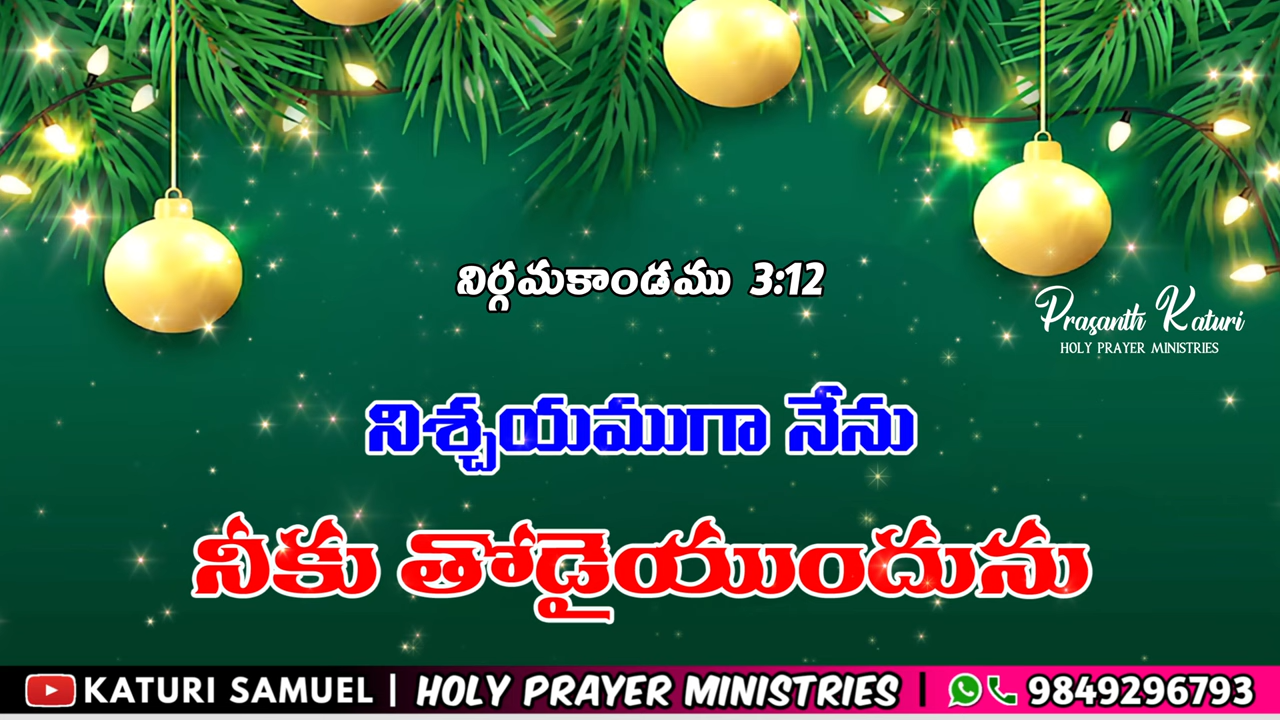 నిర్గమకాండము 3:12
Prasanth Katuri
HOLY PRAYER MINISTRIES
నిశ్చయముగా నేను
నీకు తోడైయుందును
KATURI SAMUEL | HOLY PRAYER MINISTRIES | 9849296793